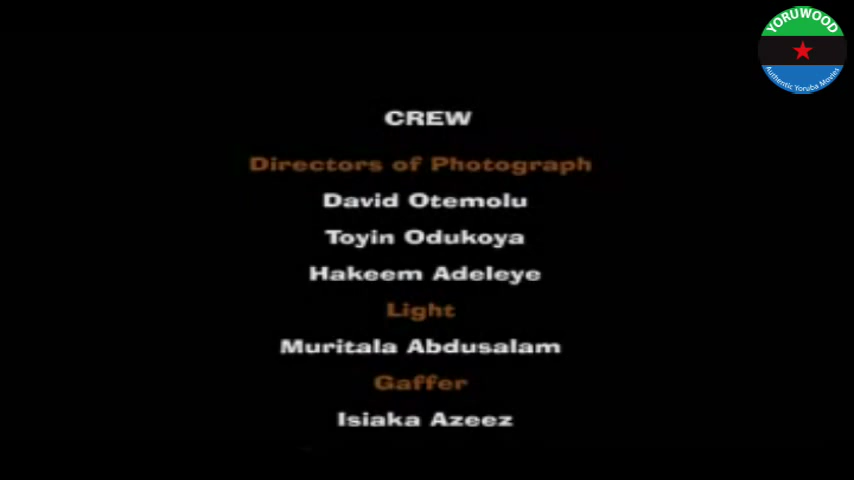 YORUWOOD
Authentic Yoruba Movies
CREW
Directors of Photograph
David Otemolu
Toyin Odukoya
Hakeem Adeleye
Light
Muritala Abdusalam
Gaffer
Isiaka Azeez